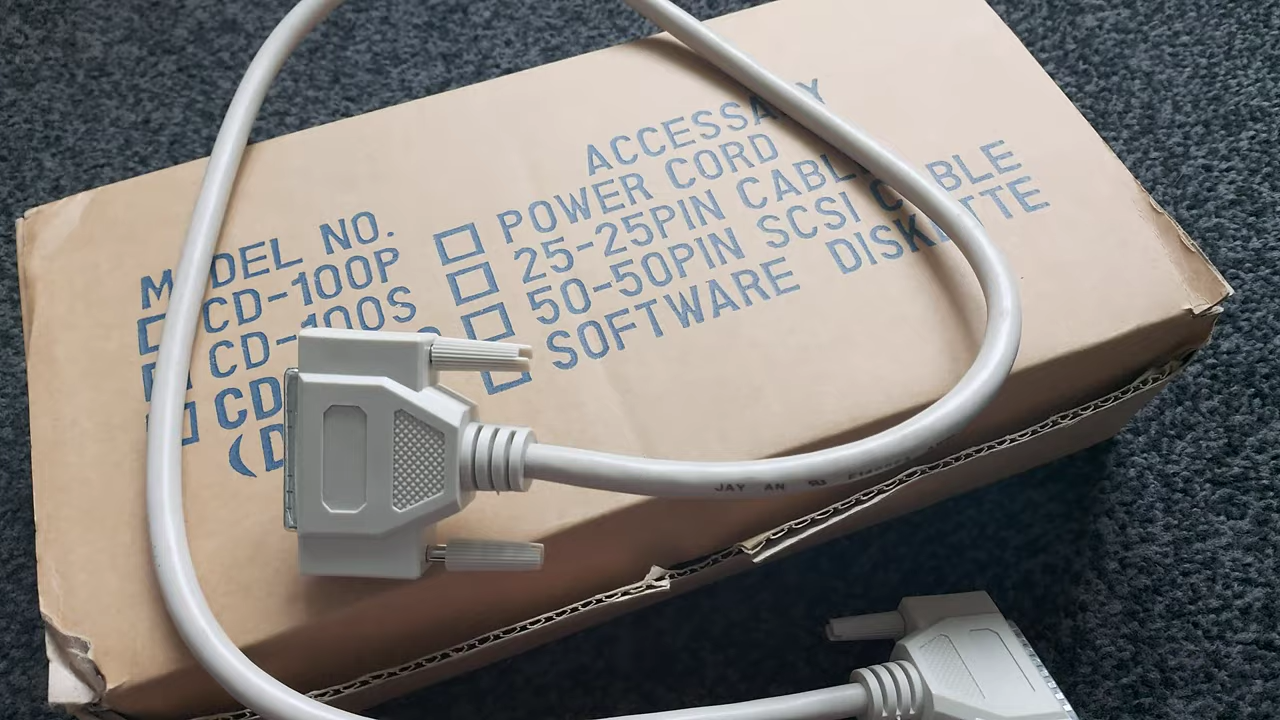 MODEL NO.
CD-100P
CD-100S
CD
(D
ACCESSARY
POWER CORD
25-25PIN CABLE
50-50PIN SCSI CABLE
SOFTWARE DISKETTE
JAY AN